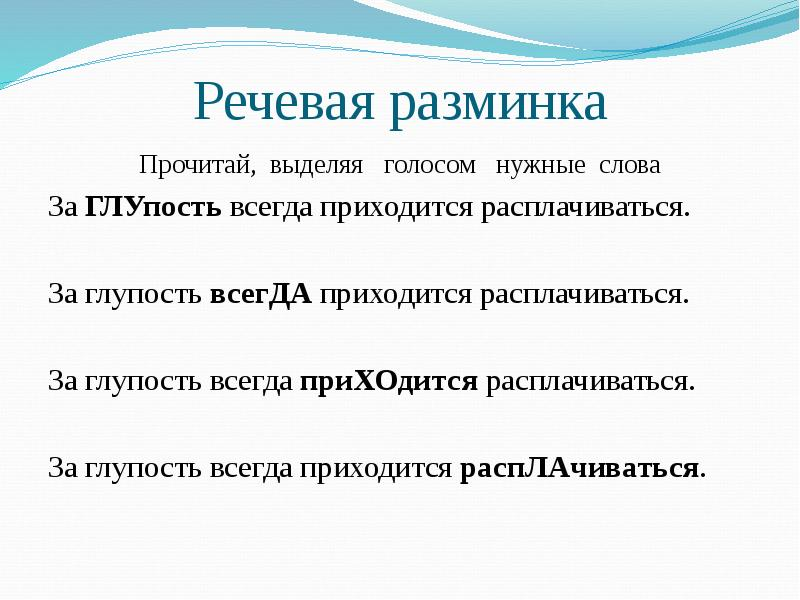 Речевая разминка
Прочитай, выделяя голосом нужные слова
За ГЛУпость всегда приходится расплачиваться.
За глупость всегДА приходится расплачиваться.
За глупость всегда приХОдится расплачиваться.
За глупость всегда приходится распЛАчиваться.